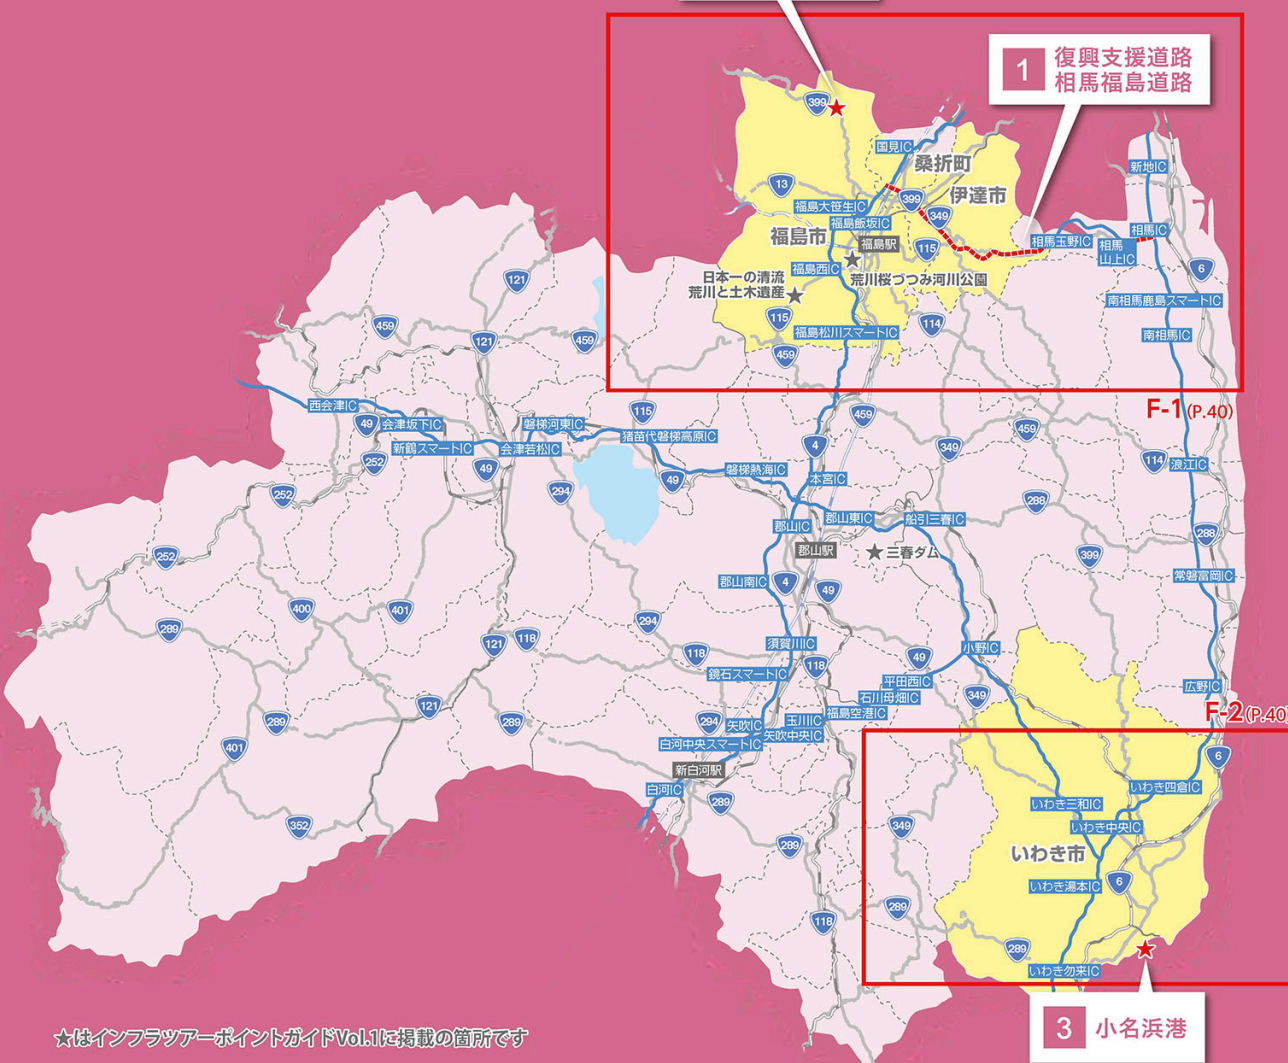 1
復興支援道路
相馬福島道路
399
国見IC
桑折町
新地IC
13
399
伊達市
福島大笹生IC
349
福島飯坂IC
相馬IC
福島市
福島駅
115
相馬玉野IC
相馬
山上IC
福島西IC
6
日本一の清流
荒川と土木遺産
荒川桜づつみ河川公園
121
南相馬鹿島スマートIC
115
459
114
福島松川スマートIC
南相馬IC
121
459
459
F-1(P.40)
西会津IC
115
459
49
会津坂下IC
磐梯河東IC
459
猪苗代磐梯高原IC
新鶴スマートIC
会津若松IC
4
349
252
49
磐梯熱海IC
114
浪江IC
49
本宮IC
252
294
288
郡山IC
郡山東IC
船引三春IC
288
252
郡山駅
三春ダム
399
常磐富岡IC
郡山南IC
4
49
400
401
294
289
121
118
須賀川IC
小野IC
118
118
49
鏡石スマートIC
平田西IC
広野IC
石川母畑IC
349
121
福島空港IC
F-2(P.40)
289
289
294
矢吹IC
玉川IC
矢吹中央IC
401
白河中央スマートIC
6
新白河駅
白河IC
いわき四倉IC
289
いわき三和IC
352
349
いわき中央IC
289
いわき市
6
いわき湯本IC
289
118
289
いわき勿来IC
3
小名浜港
★はインフラツアーポイントガイドVol.1に掲載の箇所です